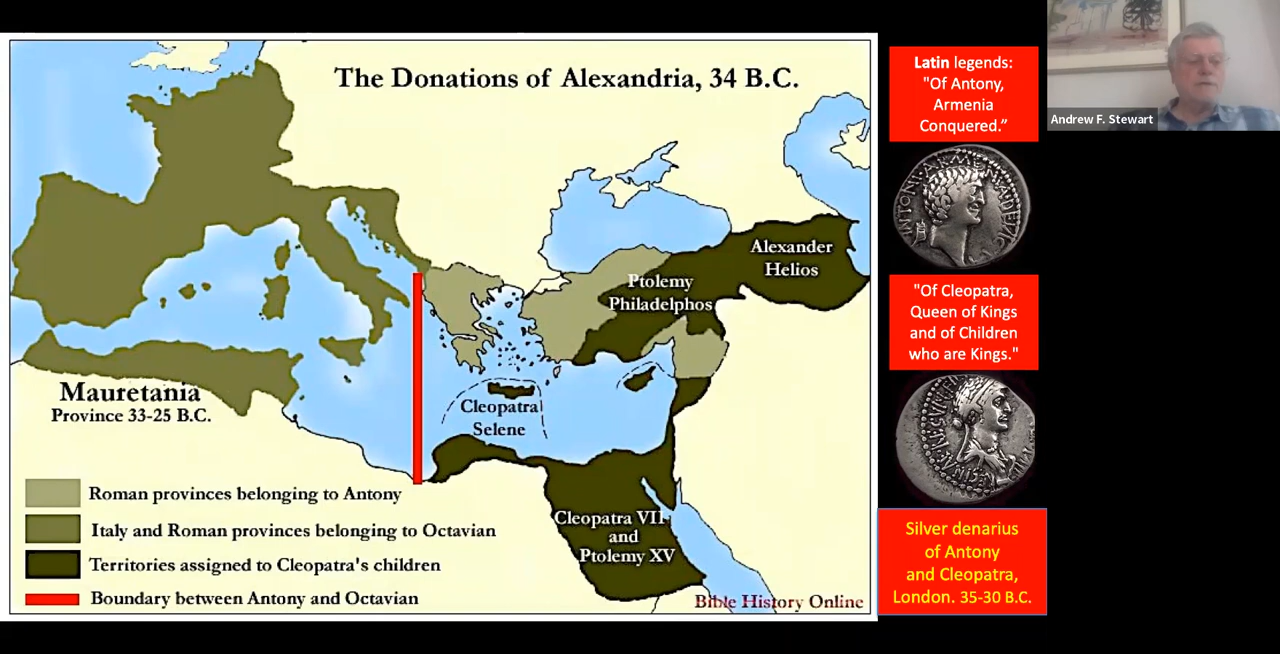 The Donations of Alexandria, 34 B.C.
Alexander
Helios
Ptolemy
Philadelphos
Mauretania
Province 33-25 B.C.
Cleopatra
Selene
Cleopatra VII
and
Ptolemy XV
Roman provinces belonging to Antony
Italy and Roman provinces belonging to Octavian
Territories assigned to Cleopatra's children
Boundary between Antony and Octavian
Bible History Online
Latin legends:
"Of Antony,
Armenia
Conquered.”
"Of Cleopatra,
Queen of Kings
and of Children
who are Kings."
Silver denarius
of Antony
and Cleopatra,
London. 35-30 B.C.
Andrew F. Stewart